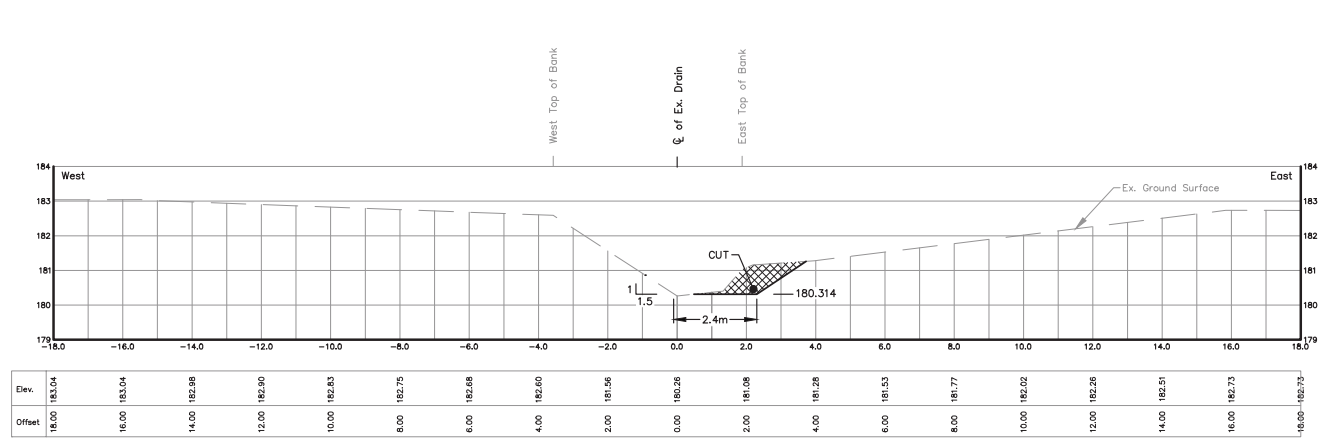 West Top of Bank
℄ of Ex. Drain
East Top of Bank
184 184
West East
Ex. Ground Surface
183 183
182 182
CUT
181 181
1
1.5
180.314
180 180
2.4m
179 179
-18.0 -16.0 -14.0 -12.0 -10.0 -8.0 -6.0 -4.0 -2.0 0.0 2.0 4.0 6.0 8.0 10.0 12.0 14.0 16.0 18.0
Elev. 183.04 183.04 182.98 182.90 182.83 182.75 182.68 182.60 181.56 180.26 181.08 181.28 181.53 181.77 182.02 182.26 182.51 182.73 182.73
Offset 18.00 16.00 14.00 12.00 10.00 8.00 6.00 4.00 2.00 0.00 2.00 4.00 6.00 8.00 10.00 12.00 14.00 16.00 18.00